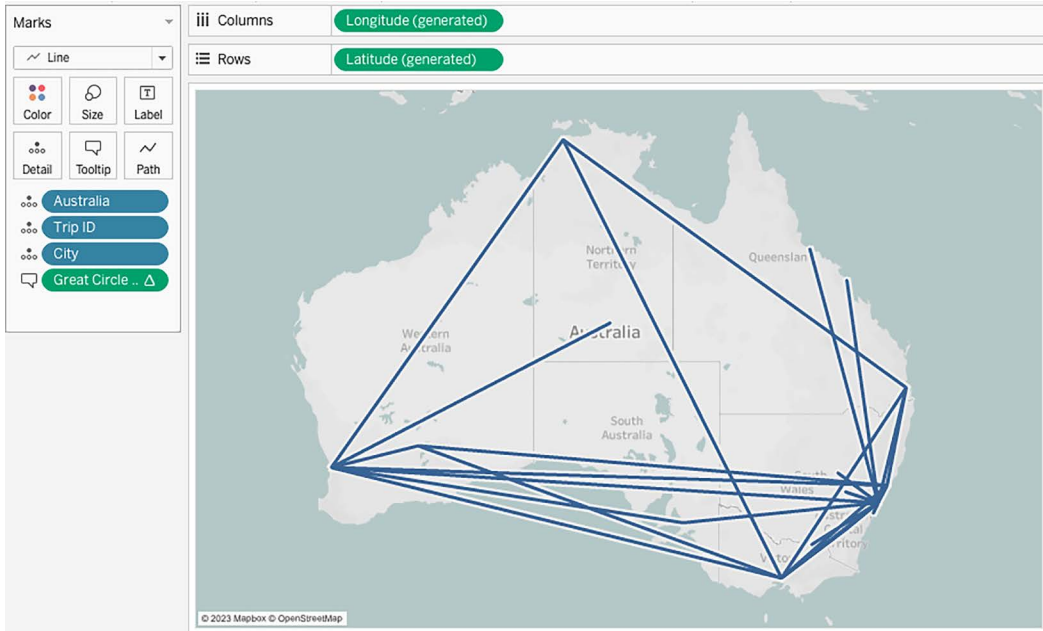 Marks
Line
Color
Size
Label
Detail
Tooltip
Path
Australia
Trip ID
City
Great Circle ..
Columns
Longitude (generated)
Rows
Latitude (generated)
Northern
Territory
Queenslan
Western
Australia
Australia
South
Australia
South
Wales
© 2023 Mapbox © OpenStreetMap